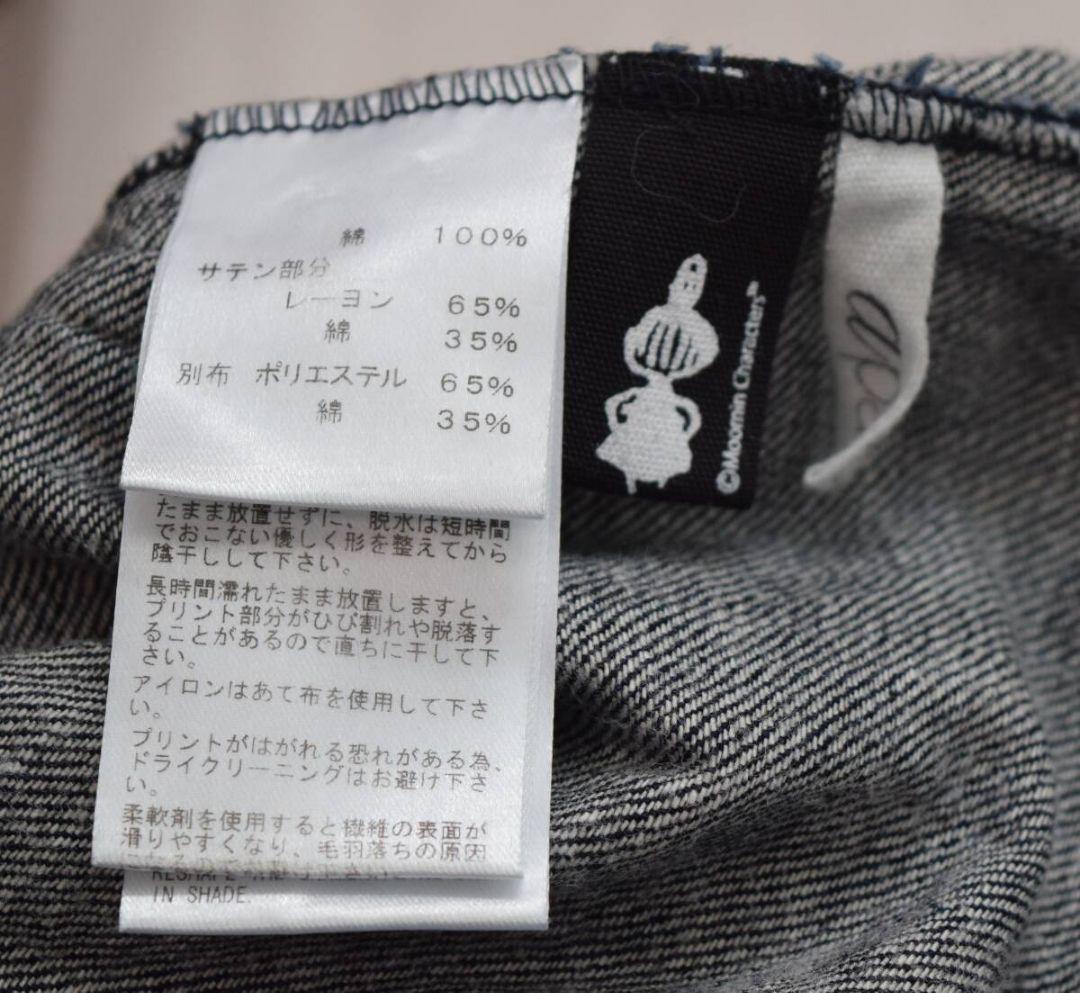 綿 100%
サテン部分
レーヨン 65%
綿 35%
別布 ポリエステル 65%
綿 35%
たまま放置せずに、脱水は短時間
でおこない優しく形を整えてから
陰干しして下さい。
長時間濡れたまま放置しますと、
プリント部分がひび割れや脱落す
ることがあるので直ちに干して下
さい。
アイロンはあて布を使用して下さ
い。
プリントがはがれる恐れがある為、
ドライクリーニングはお避け下さ
い。
柔軟剤を使用すると繊維の表面が
滑りやすくなり、毛羽落ちの原因
IN SHADE.
©Moomin Characters™